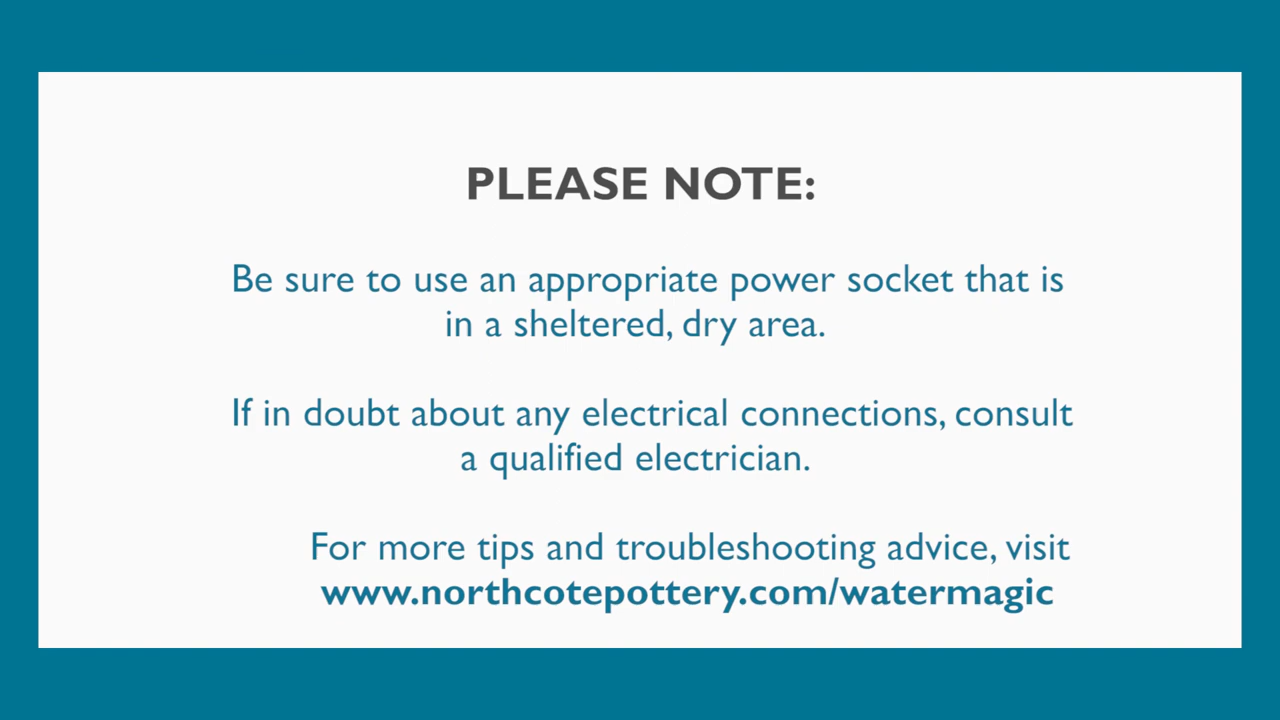 PLEASE NOTE:
Be sure to use an appropriate power socket that is
in a sheltered, dry area.
If in doubt about any electrical connections, consult
a qualified electrician.
For more tips and troubleshooting advice, visit
www.northcotepottery.com/watermagic